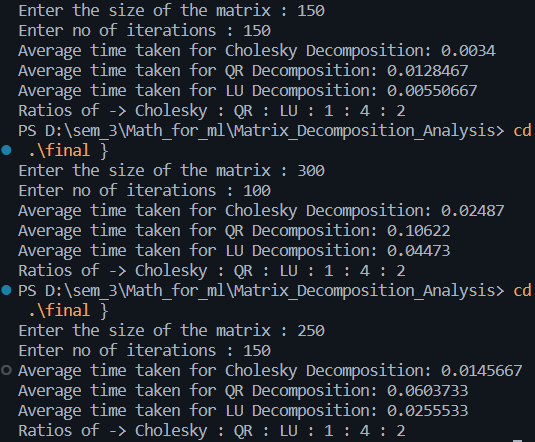 Enter the size of the matrix : 150
Enter no of iterations : 150
Average time taken for Cholesky Decomposition: 0.0034
Average time taken for QR Decomposition: 0.0128467
Average time taken for LU Decomposition: 0.00550667
Ratios of -> Cholesky : QR : LU : 1 : 4 : 2
PS D:\sem_3\Math_for_ml\Matrix_Decomposition_Analysis> cd
.\final }
Enter the size of the matrix : 300
Enter no of iterations : 100
Average time taken for Cholesky Decomposition: 0.02487
Average time taken for QR Decomposition: 0.10622
Average time taken for LU Decomposition: 0.04473
Ratios of -> Cholesky : QR : LU : 1 : 4 : 2
PS D:\sem_3\Math_for_ml\Matrix_Decomposition_Analysis> cd
.\final }
Enter the size of the matrix : 250
Enter no of iterations : 150
Average time taken for Cholesky Decomposition: 0.0145667
Average time taken for QR Decomposition: 0.0603733
Average time taken for LU Decomposition: 0.0255533
Ratios of -> Cholesky : QR : LU : 1 : 4 : 2